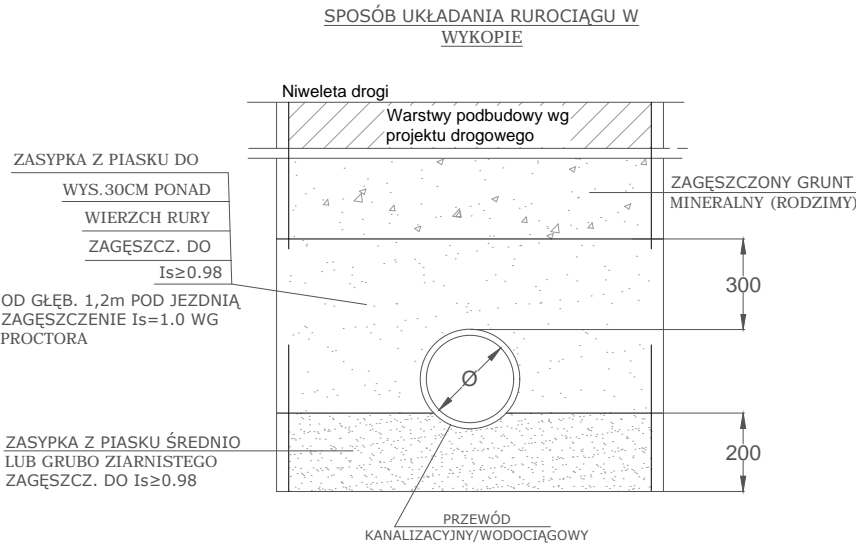 SPOSÓB UKŁADANIA RUROCIĄGU W
WYKOPIE
Niweleta drogi
Warstwy podbudowy wg
projektu drogowego
ZASYPKA Z PIASKU DO
WYS.30CM PONAD
WIERZCH RURY
ZAGĘSZCZ. DO
Is≥0.98
OD GŁĘB. 1,2m POD JEZDNIĄ
ZAGĘSZCZENIE Is=1.0 WG
PROCTORA
ZAGĘSZCZONY GRUNT
MINERALNY (RODZIMY)
300
Ø
ZASYPKA Z PIASKU ŚREDNIO
LUB GRUBO ZIARNISTEGO
ZAGĘSZCZ. DO Is≥0.98
200
PRZEWÓD
KANALIZACYJNY/WODOCIĄGOWY